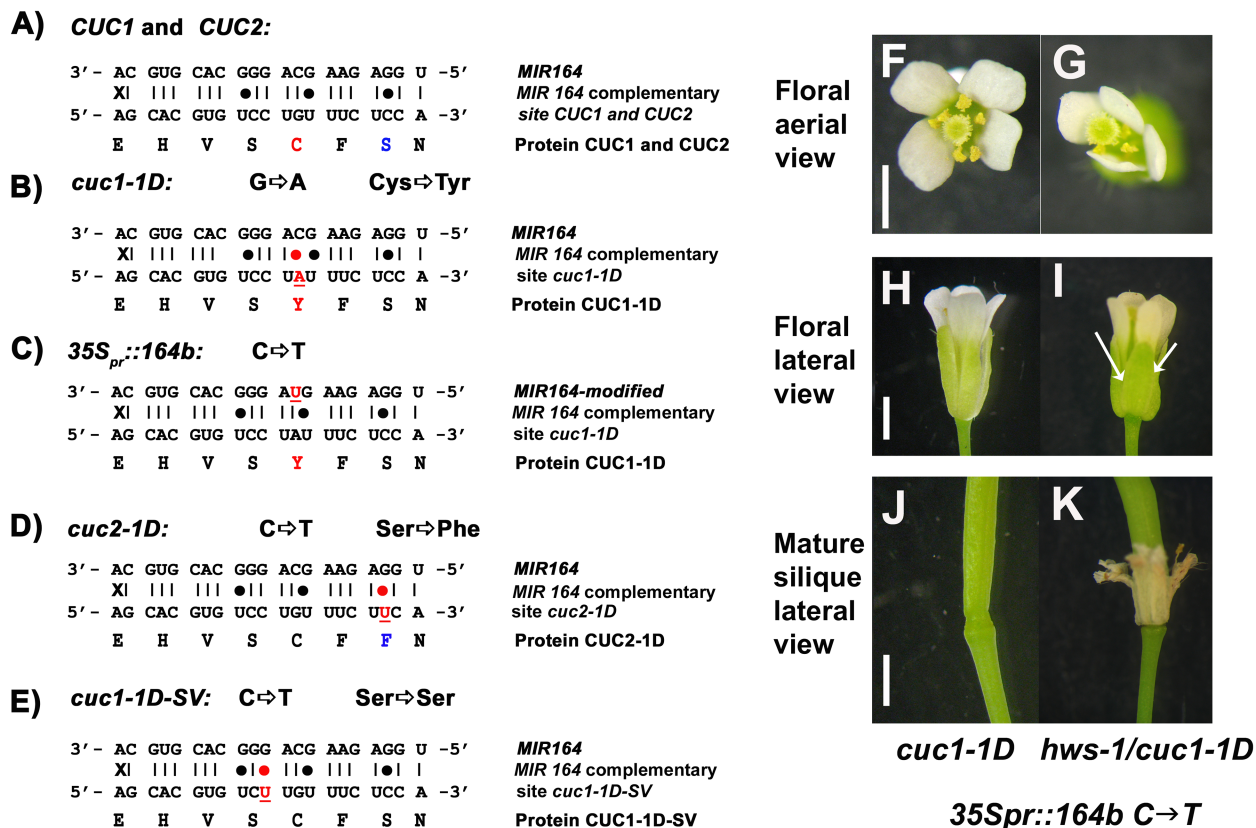 A) CUC1 and CUC2:
3’- AC GUG CAC GGG ACG AAG AGG U -5’ MIR164
X| ||| ||| ●|| ||● ||| ●| | MIR 164 complementary
5’- AG CAC GUG UCC UGU UUC UCC A -3’ site CUC1 and CUC2
E H V S C F S N Protein CUC1 and CUC2
B) cuc1-1D: G⇨A Cys⇨Tyr
3’- AC GUG CAC GGG ACG AAG AGG U -5’ MIR164
X| ||| ||| ●|| |●● ||| ●| | MIR 164 complementary
5’- AG CAC GUG UCC UAU UUC UCC A -3’ site cuc1-1D
E H V S Y F S N Protein CUC1-1D
C) 35Spr::164b: C⇨T
3’- AC GUG CAC GGG AUG AAG AGG U -5’ MIR164-modified
X| ||| ||| ●|| ||● ||| ●| | MIR 164 complementary
5’- AG CAC GUG UCC UAU UUC UCC A -3’ site cuc1-1D
E H V S Y F S N Protein CUC1-1D
D) cuc2-1D: C⇨T Ser⇨Phe
3’- AC GUG CAC GGG ACG AAG AGG U -5’ MIR164
X| ||| ||| ●|| ||● ||| ●| | MIR 164 complementary
5’- AG CAC GUG UCC UGU UUC UUC A -3’ site cuc2-1D
E H V S C F F N Protein CUC2-1D
E) cuc1-1D-SV: C⇨T Ser⇨Ser
3’- AC GUG CAC GGG ACG AAG AGG U -5’ MIR164
X| ||| ||| ●|● ||● ||| ●| | MIR 164 complementary
5’- AG CAC GUG UCU UGU UUC UCC A -3’ site cuc1-1D-SV
E H V S C F S N Protein CUC1-1D-SV
Floral
aerial
view
F G
Floral
lateral
view
H I
Mature
silique
lateral
view
J K
cuc1-1D hws-1/cuc1-1D
35Spr::164b C→T